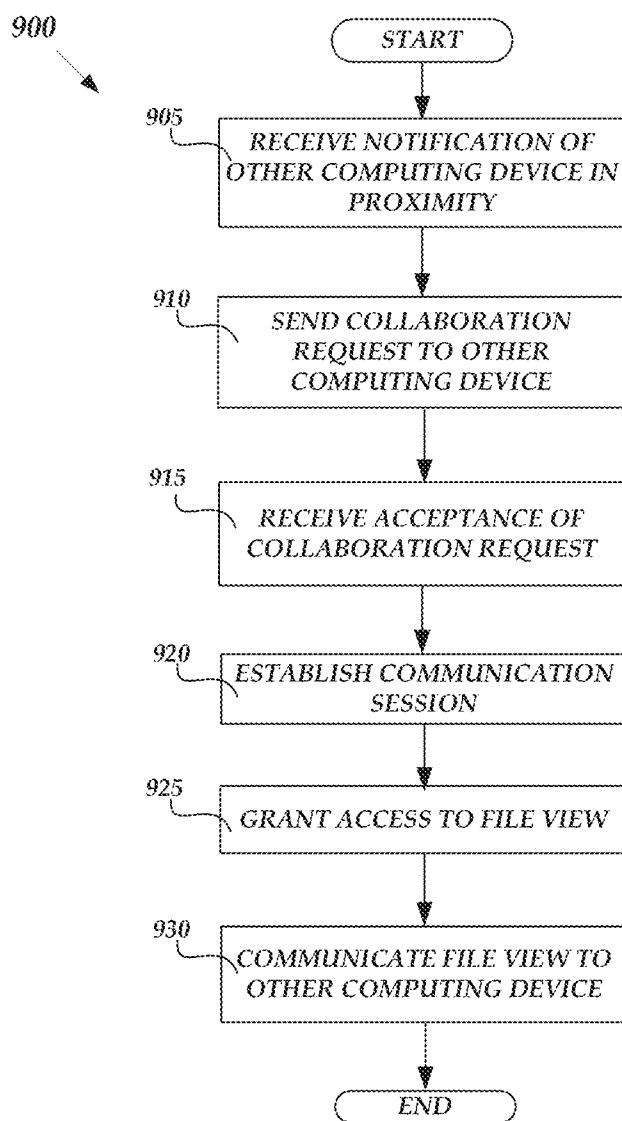 900
START
905
RECEIVE NOTIFICATION OF
OTHER COMPUTING DEVICE IN
PROXIMITY
910
SEND COLLABORATION
REQUEST TO OTHER
COMPUTING DEVICE
915
RECEIVE ACCEPTANCE OF
COLLABORATION REQUEST
920
ESTABLISH COMMUNICATION
SESSION
925
GRANT ACCESS TO FILE VIEW
930
COMMUNICATE FILE VIEW TO
OTHER COMPUTING DEVICE
END